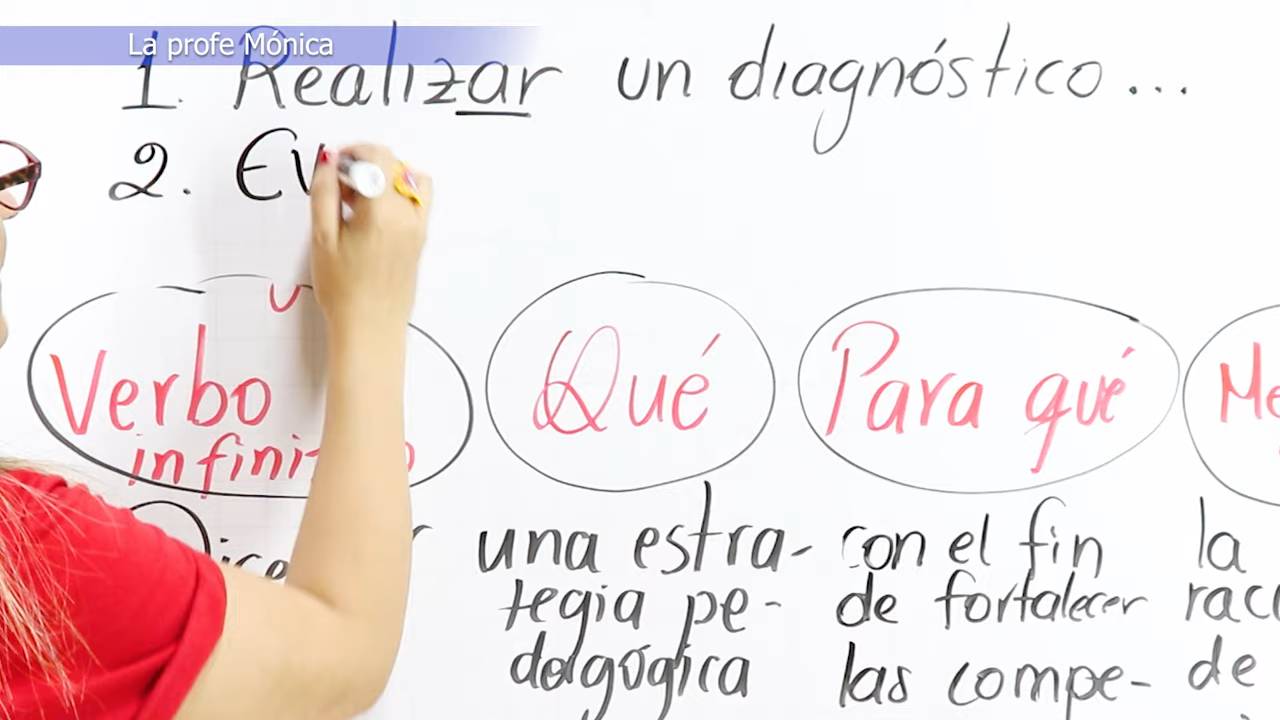 La profe Mónica
1. Realizar un diagnóstico...
2. Ev
Verbo
Qué
Para qué
una estra-
tegia pe-
dagógica
con el fin
de fortalecer
las compe-
la
de